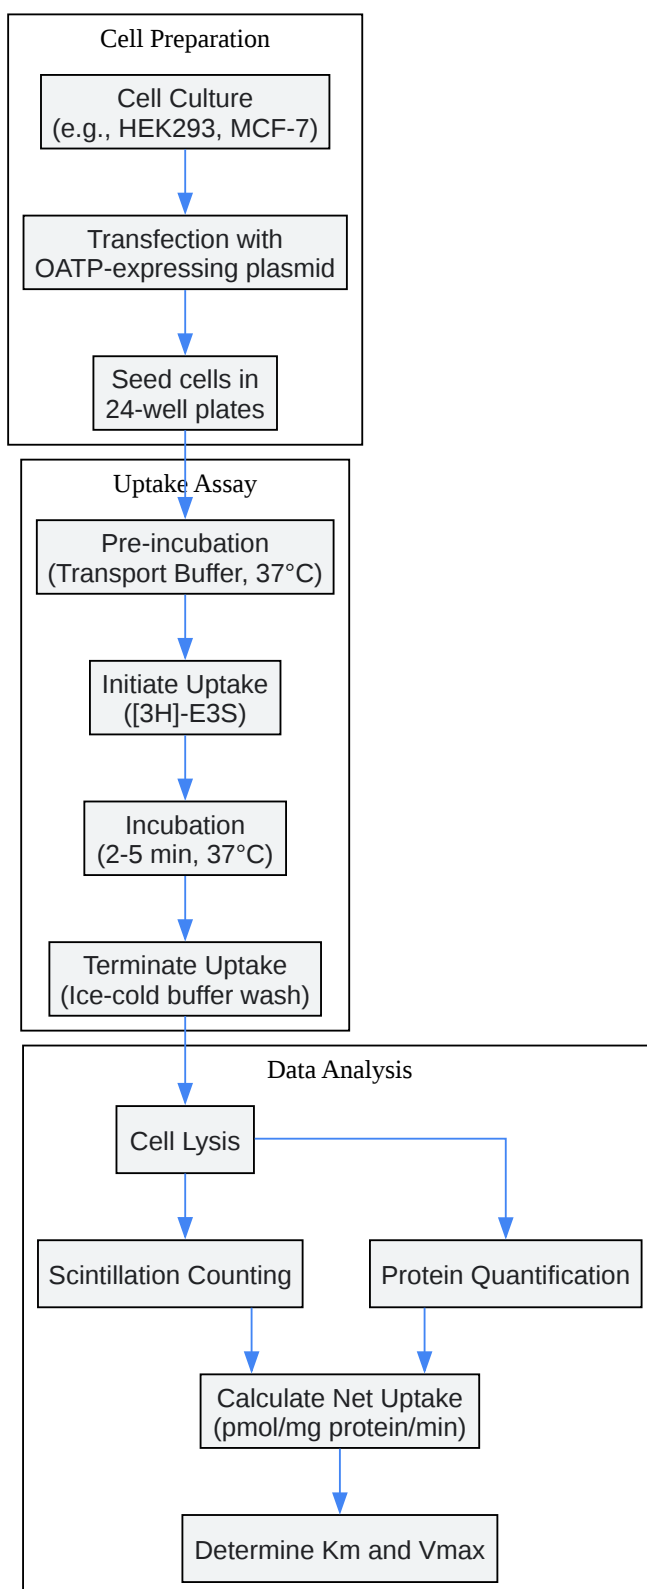 Cell Preparation
Cell Culture
(e.g., HEK293, MCF-7)
Transfection with
OATP-expressing plasmid
Seed cells in
24-well plates
Uptake Assay
Pre-incubation
(Transport Buffer, 37°C)
Initiate Uptake
([3H]-E3S)
Incubation
(2-5 min, 37°C)
Terminate Uptake
(Ice-cold buffer wash)
Data Analysis
Cell Lysis
Scintillation Counting
Protein Quantification
Calculate Net Uptake
(pmol/mg protein/min)
Determine Km and Vmax